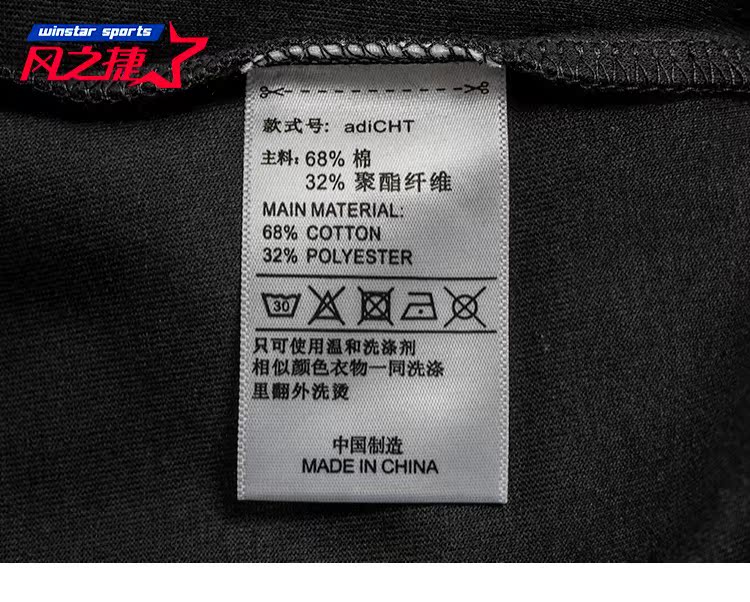 winstar sports
风之捷
款式号: adiCHT
主料: 68% 棉
32% 聚酯纤维
MAIN MATERIAL:
68% COTTON
32% POLYESTER
30
只可使用温和洗涤剂
相似颜色衣物一同洗涤
里翻外洗烫
中国制造
MADE IN CHINA